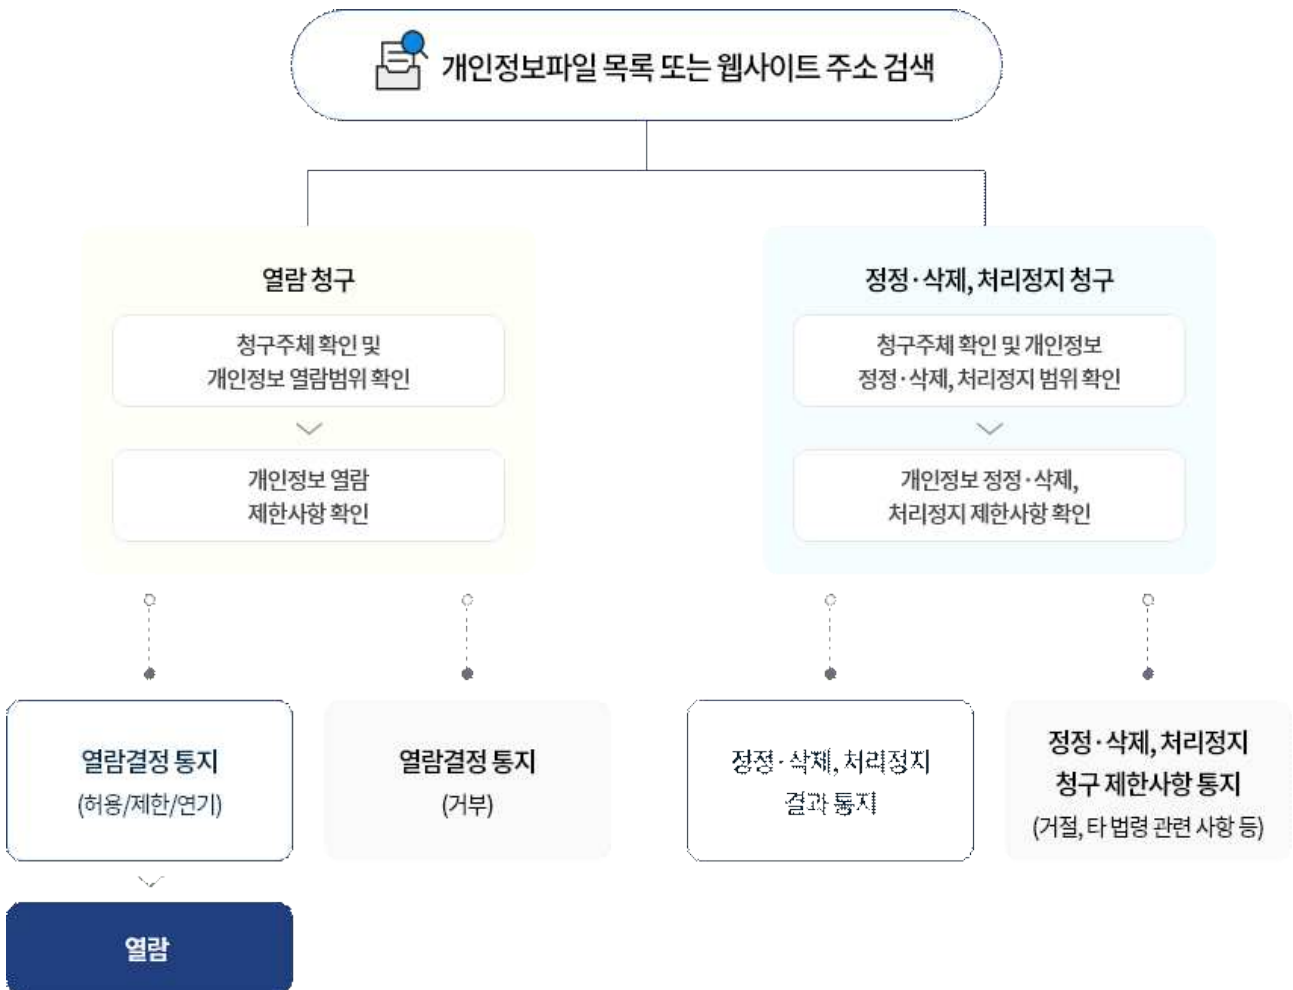 개인정보파일 목록 또는 웹사이트 주소 검색
열람 청구
청구주체 확인 및
개인정보 열람범위 확인
개인정보 열람
제한사항 확인
정정·삭제, 처리정지 청구
청구주체 확인 및 개인정보
정정·삭제, 처리정지 범위 확인
개인정보 정정·삭제,
처리정지 제한사항 확인
열람결정 통지
(허용/제한/연기)
열람결정 통지
(거부)
정정·삭제, 처리정지
결과 통지
정정·삭제, 처리정지
청구 제한사항 통지
(거절, 타 법령 관련 사항 등)
열람